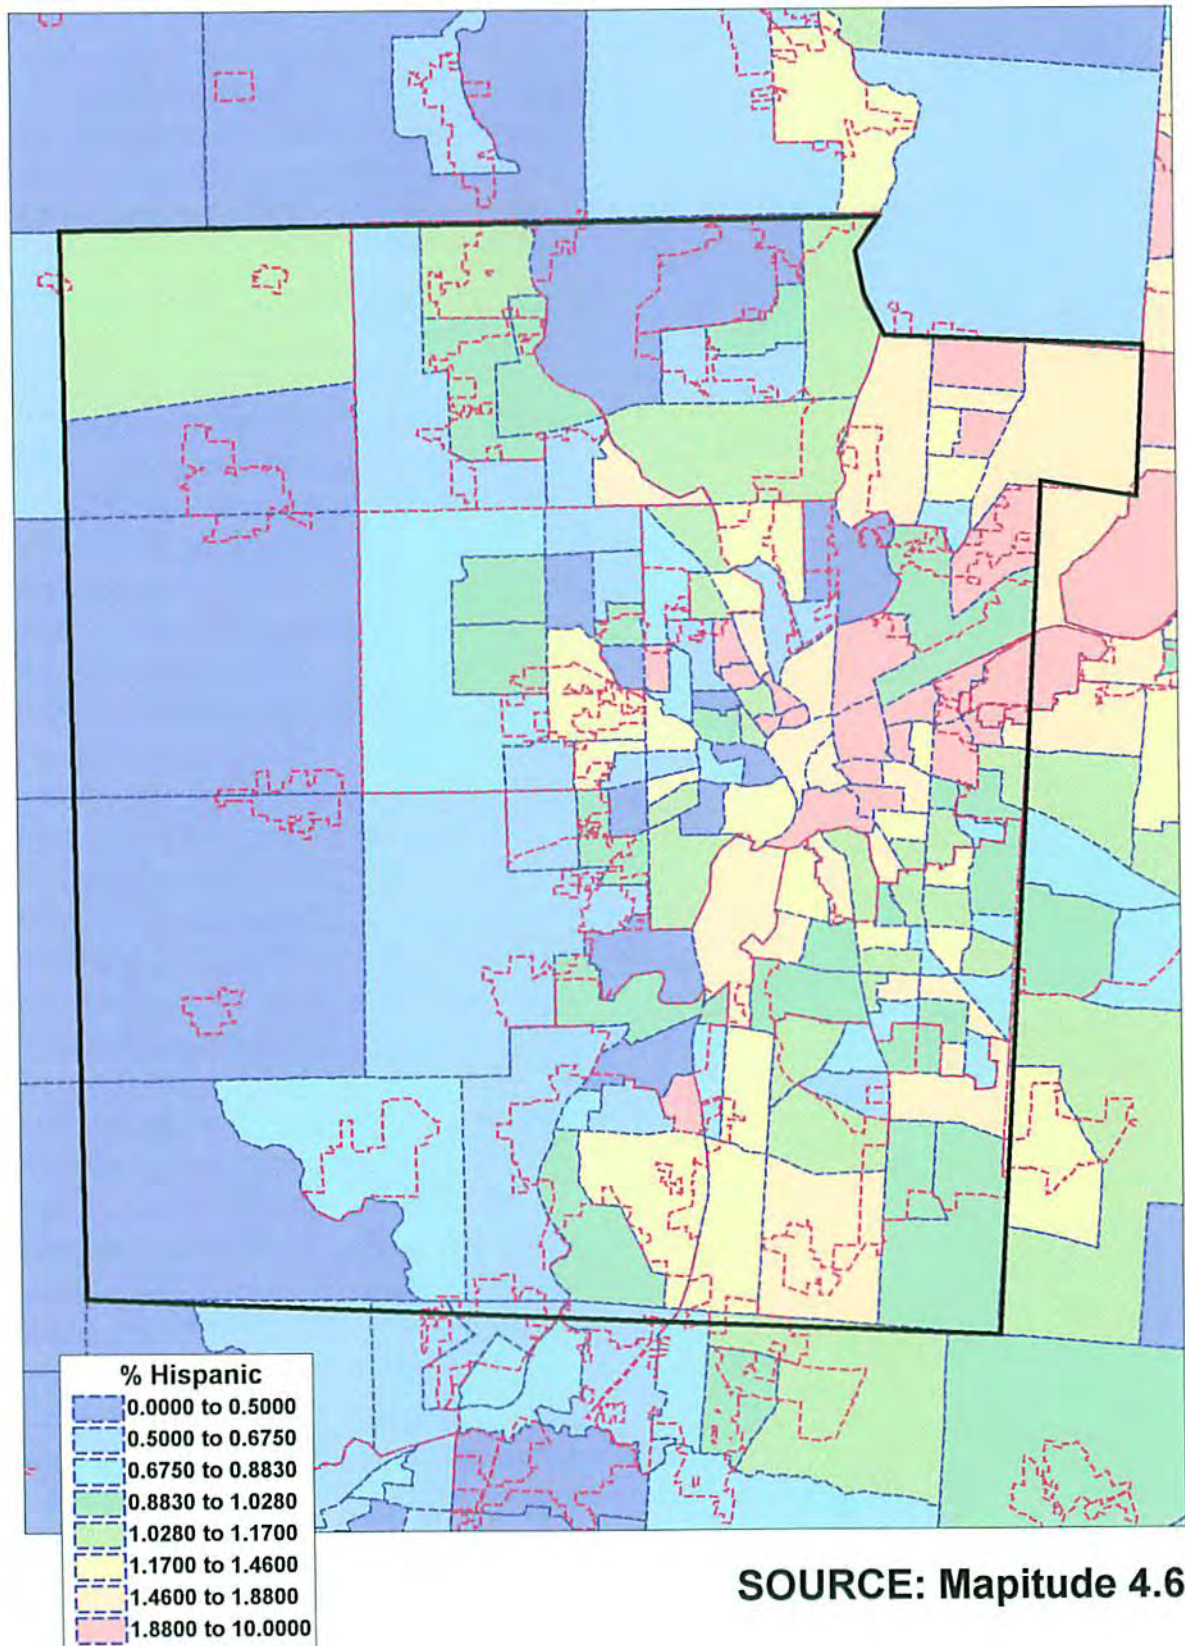 % Hispanic
0.0000 to 0.5000
0.5000 to 0.6750
0.6750 to 0.8830
0.8830 to 1.0280
1.0280 to 1.1700
1.1700 to 1.4600
1.4600 to 1.8800
1.8800 to 10.0000
SOURCE: Mapitude 4.6